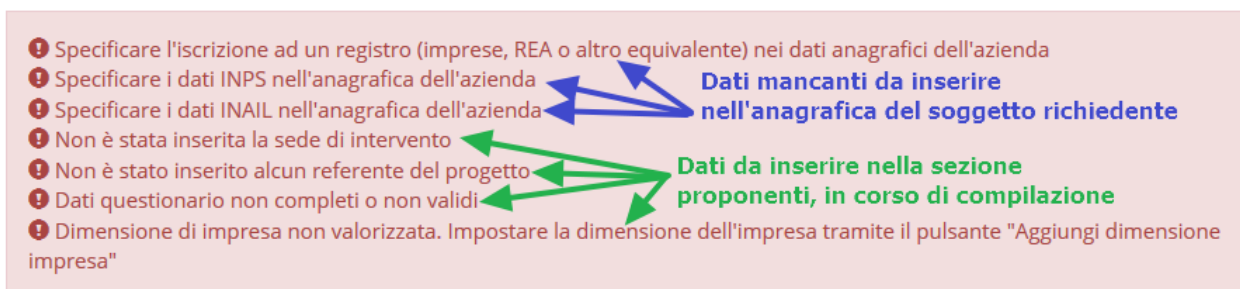 Specificare l'iscrizione ad un registro (imprese, REA o altro equivalente) nei dati anagrafici dell'azienda
Specificare i dati INPS nell'anagrafica dell'azienda
Specificare i dati INAIL nell'anagrafica dell'azienda
Dati mancanti da inserire
nell'anagrafica del soggetto richiedente
Non è stata inserita la sede di intervento
Non è stato inserito alcun referente del progetto
Dati questionario non completi o non validi
Dati da inserire nella sezione
proponenti, in corso di compilazione
Dimensione di impresa non valorizzata. Impostare la dimensione dell'impresa tramite il pulsante "Aggiungi dimensione
impresa"